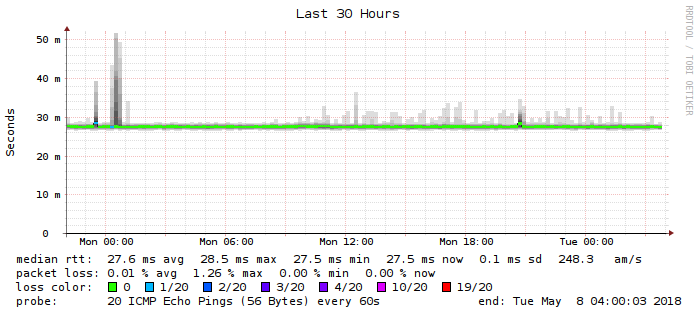 Last 30 Hours
RRDTOOL / TOBI OETIKER
Seconds
50 m
40 m
30 m
20 m
10 m
0
Mon 00:00 Mon 06:00 Mon 12:00 Mon 18:00 Tue 00:00
median rtt: 27.6 ms avg 28.5 ms max 27.5 ms min 27.5 ms now 0.1 ms sd 248.3 am/s
packet loss: 0.01 % avg 1.26 % max 0.00 % min 0.00 % now
loss color: 0 1/20 2/20 3/20 4/20 10/20 19/20
probe: 20 ICMP Echo Pings (56 Bytes) every 60s end: Tue May 8 04:00:03 2018